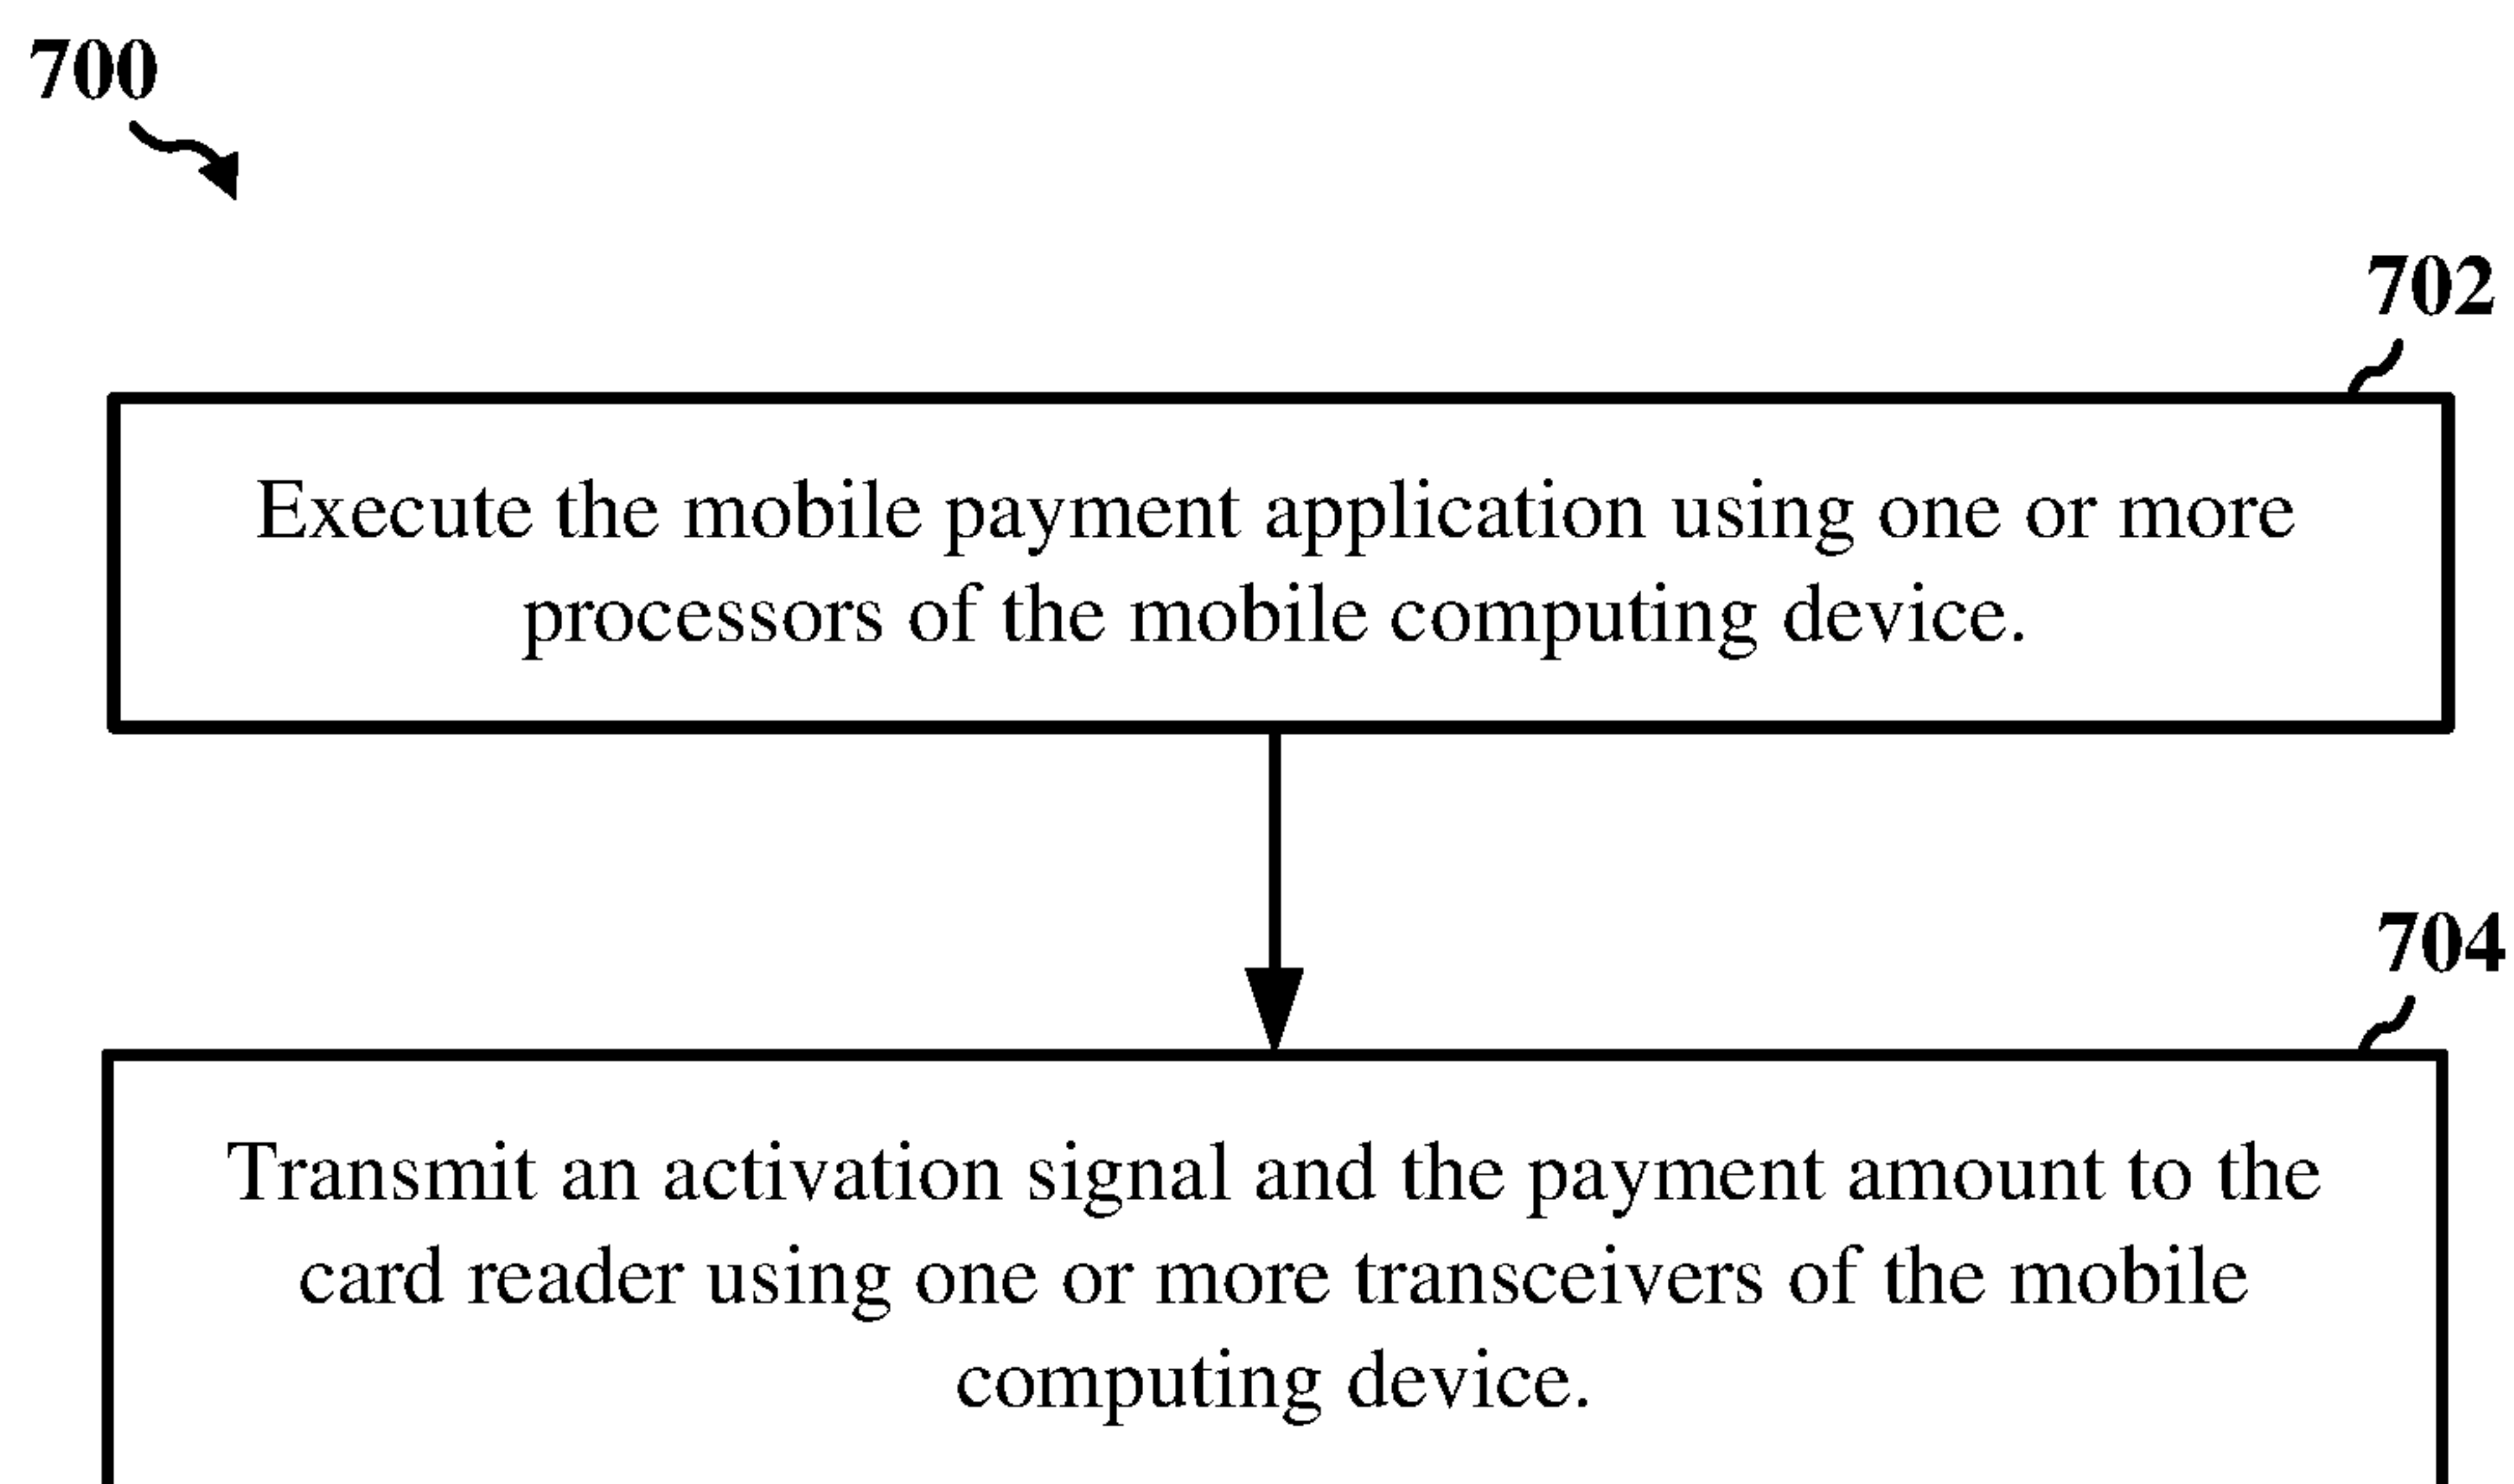 700
702
Execute the mobile payment application using one or more
processors of the mobile computing device.
704
Transmit an activation signal and the payment amount to the
card reader using one or more transceivers of the mobile
computing device.